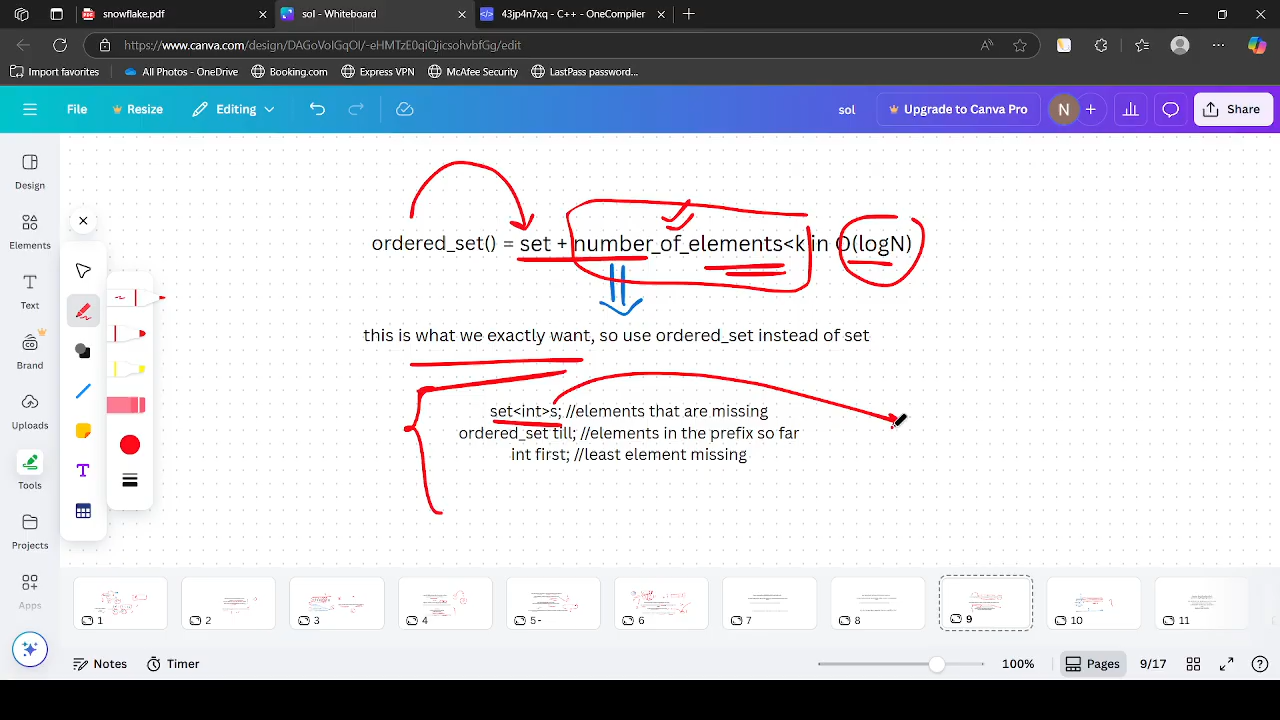 snowflake.pdf
sol - Whiteboard
43jp4n7xq - C++ - OneCompiler
https://www.canva.com/design/DAGoVoIGqOI/-eHMTzE0qiQjicsohvbfGg/edit
Import favorites
All Photos - OneDrive
Booking.com
Express VPN
McAfee Security
LastPass password...
File
Resize
Editing
sol
Upgrade to Canva Pro
N
Share
Design
Elements
Text
Brand
Uploads
Tools
Projects
Apps
ordered_set() = set + number_of_elements<k in O(logN)
this is what we exactly want, so use ordered_set instead of set
set<int>s; //elements that are missing
ordered_set till; //elements in the prefix so far
int first; //least element missing
1
2
3
4
5-
6
7
8
9
10
11
Notes
Timer
100%
Pages
9/17